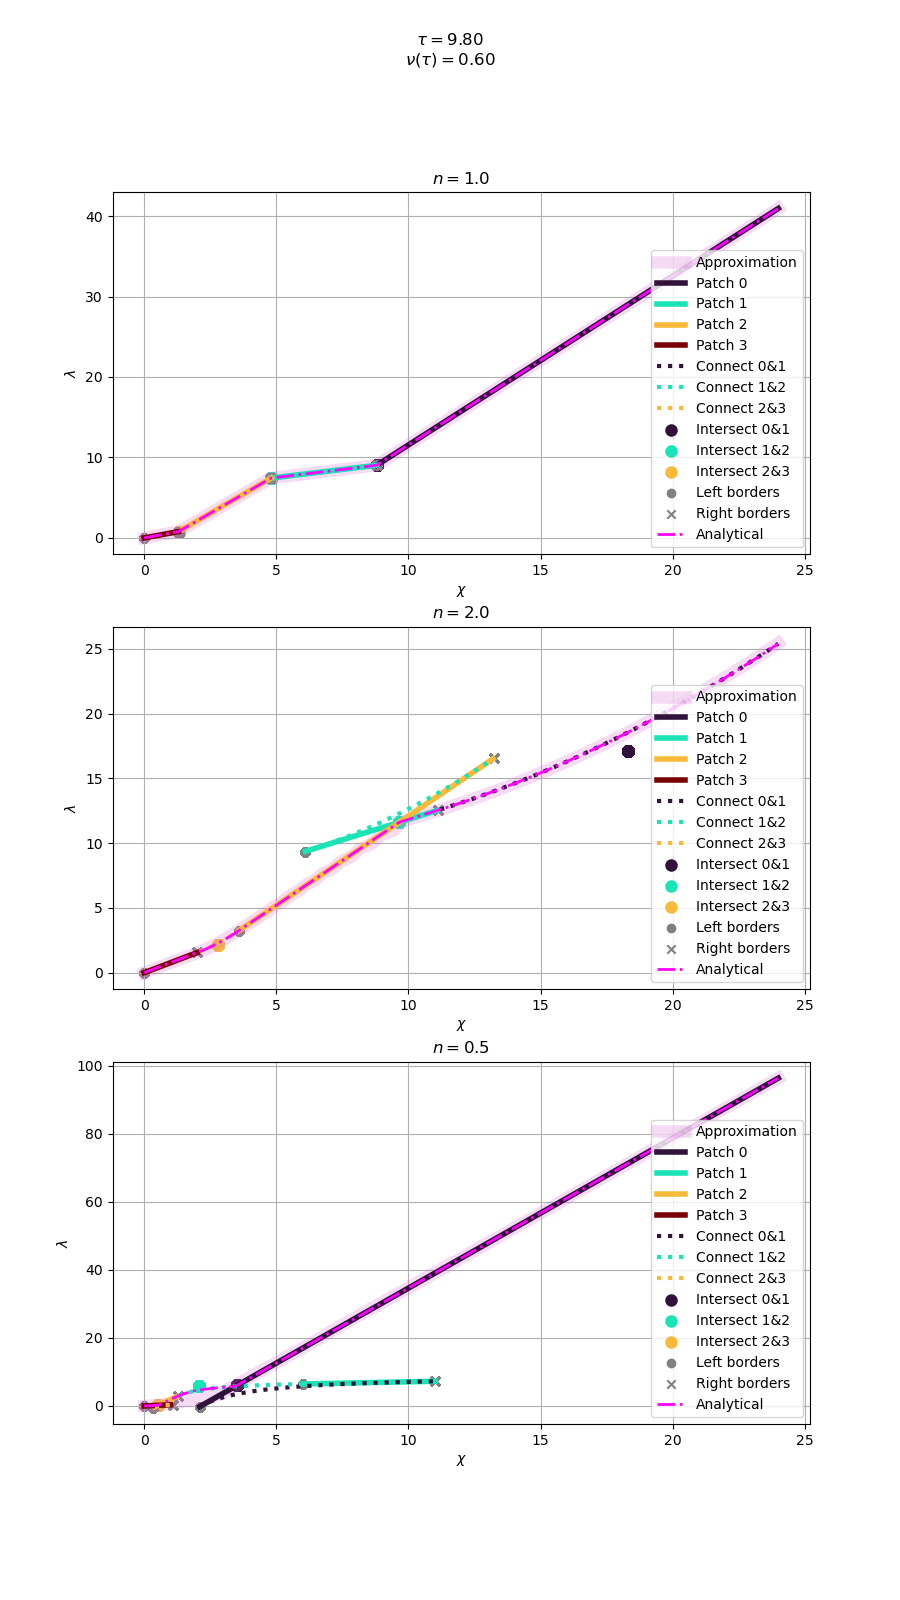 τ = 9.80
ν(τ) = 0.60
n = 1.0
40
30
20
10
0
λ
0 5 10 15 20 25
χ
Approximation
Patch 0
Patch 1
Patch 2
Patch 3
Connect 0&1
Connect 1&2
Connect 2&3
Intersect 0&1
Intersect 1&2
Intersect 2&3
Left borders
Right borders
Analytical
n = 2.0
25
20
15
10
5
0
λ
0 5 10 15 20 25
χ
Approximation
Patch 0
Patch 1
Patch 2
Patch 3
Connect 0&1
Connect 1&2
Connect 2&3
Intersect 0&1
Intersect 1&2
Intersect 2&3
Left borders
Right borders
Analytical
n = 0.5
100
80
60
40
20
0
λ
0 5 10 15 20 25
χ
Approximation
Patch 0
Patch 1
Patch 2
Patch 3
Connect 0&1
Connect 1&2
Connect 2&3
Intersect 0&1
Intersect 1&2
Intersect 2&3
Left borders
Right borders
Analytical